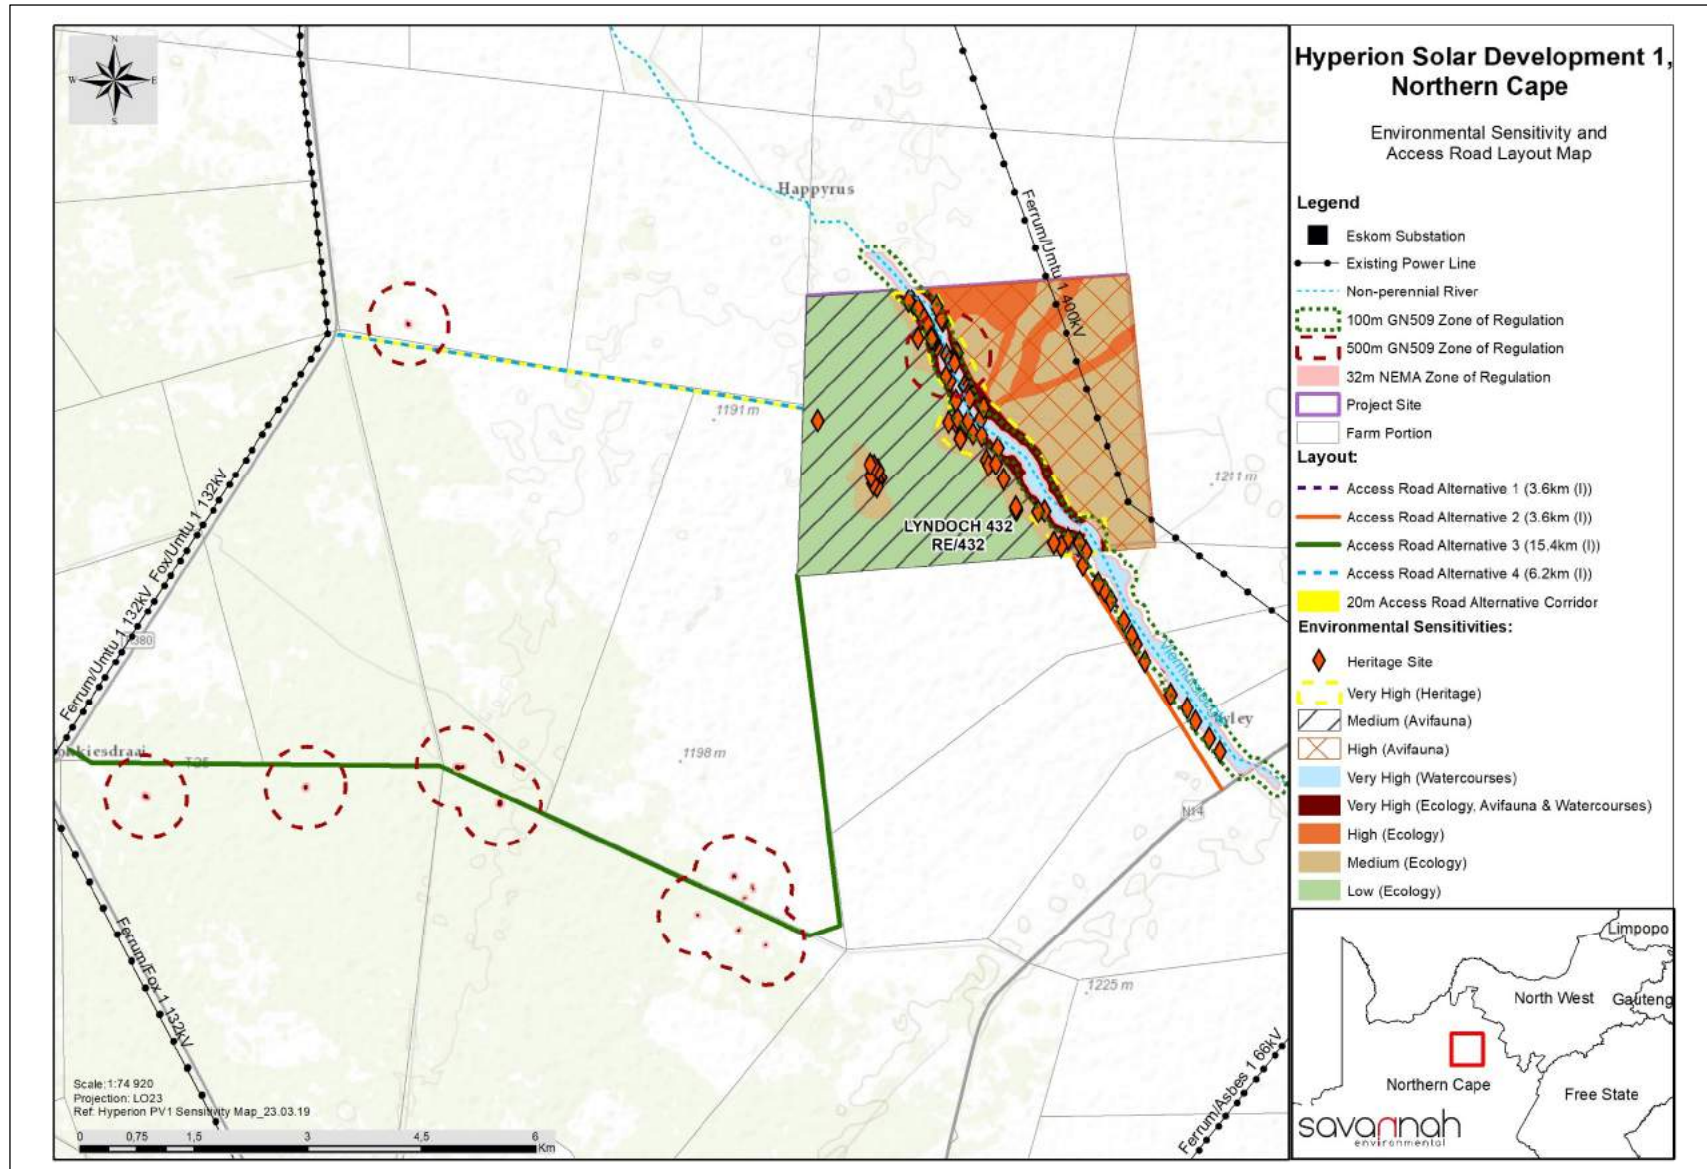 Hyperion Solar Development 1,
Northern Cape
Environmental Sensitivity and
Access Road Layout Map
Legend
Eskom Substation
Existing Power Line
Non-perennial River
100m GN509 Zone of Regulation
500m GN509 Zone of Regulation
32m NEMA Zone of Regulation
Project Site
Farm Portion
Layout:
Access Road Alternative 1 (3.6km (l))
Access Road Alternative 2 (3.6km (l))
Access Road Alternative 3 (15.4km (l))
Access Road Alternative 4 (6.2km (l))
20m Access Road Alternative Corridor
Environmental Sensitivities:
Heritage Site
Very High (Heritage)
Medium (Avifauna)
High (Avifauna)
Very High (Watercourses)
Very High (Ecology, Avifauna & Watercourses)
High (Ecology)
Medium (Ecology)
Low (Ecology)
Limpopo
North West
Gauteng
Northern Cape
Free State
savannah
environmental
N
W
E
S
Happyrus
Ferrum/Umtu 1 400kV
1191 m
1211 m
LYNDOCH 432
RE/432
Fox/Umtu 1 132kV
Ferrum/Umtu 1 132kV
R380
T26
1198 m
N14
1225 m
Ferrum/Fox 1 132kV
Ferrum/Asbes 1 66kV
Scale:1:74 920
Projection: LO23
Ref: Hyperion PV1 Sensitivity Map_23.03.19
0 0,75 1,5 3 4,5 6
Km